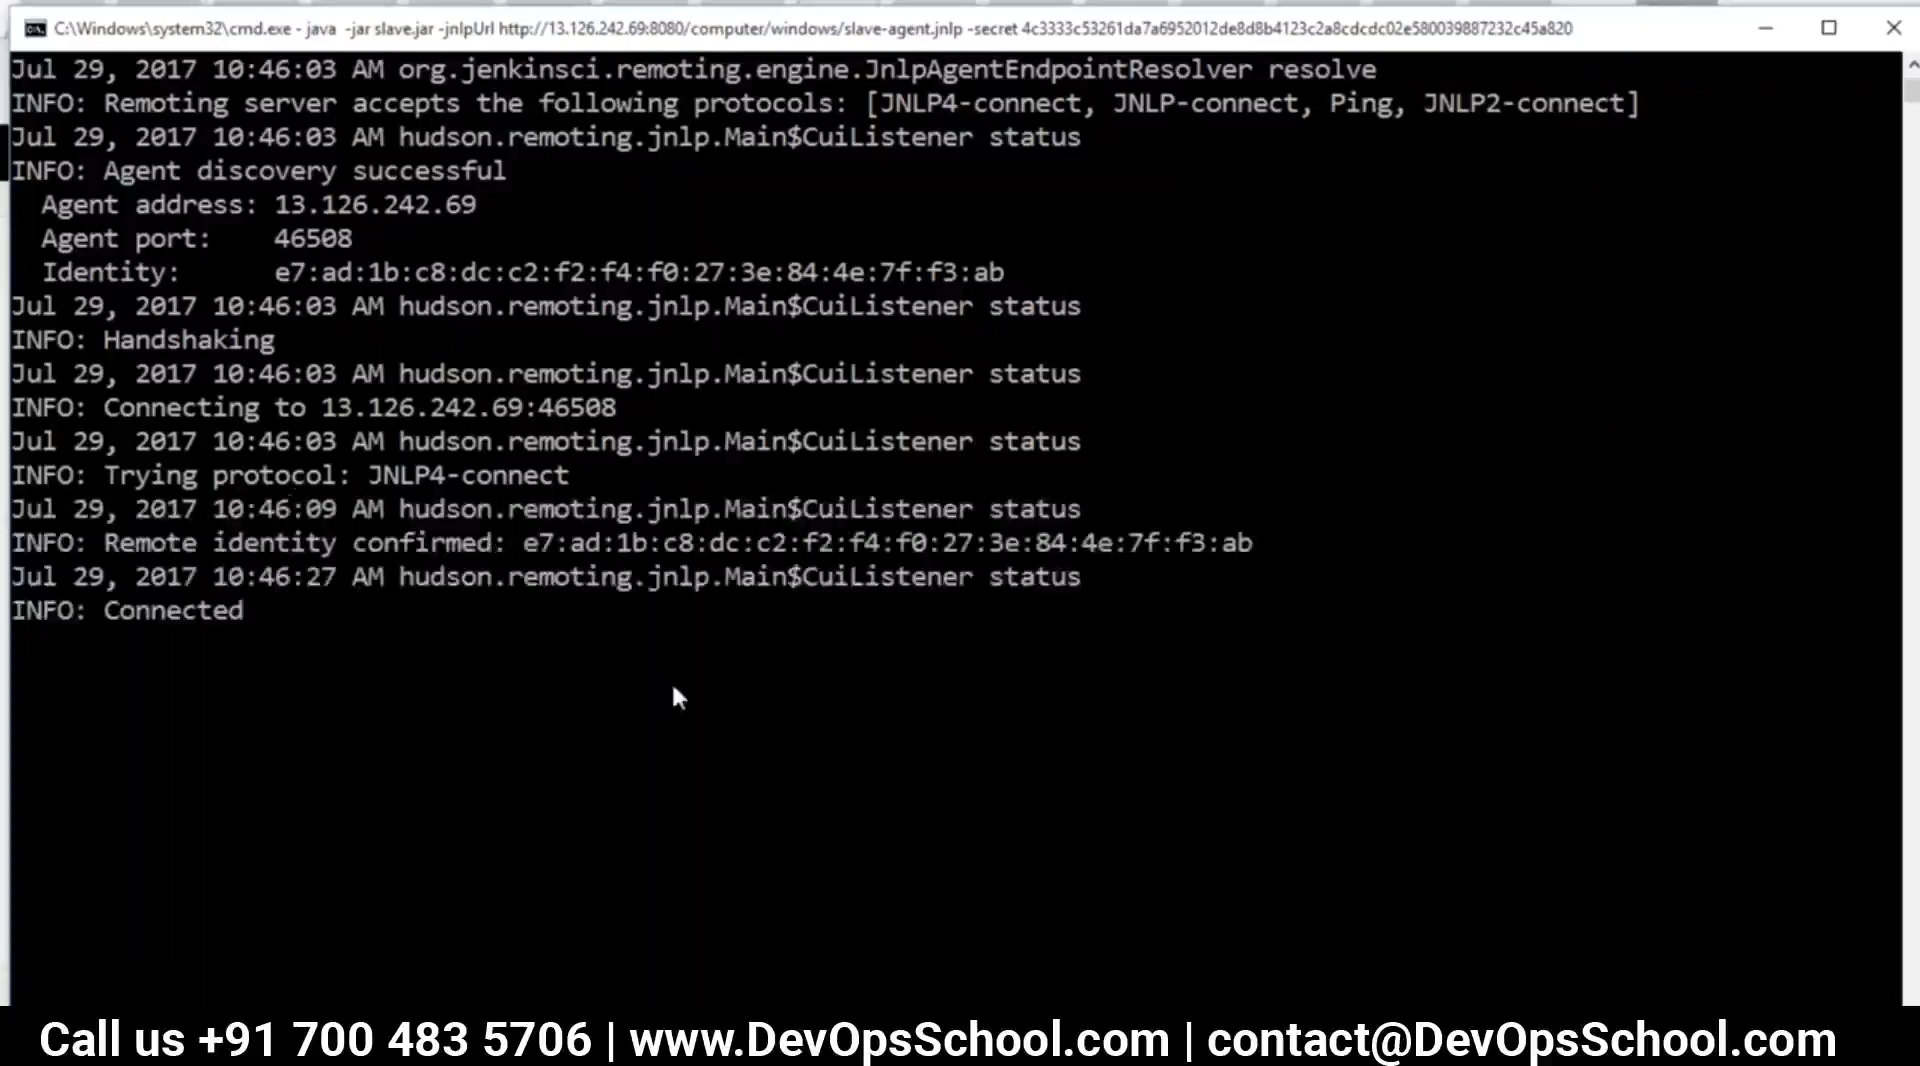 C:\Windows\system32\cmd.exe - java -jar slave.jar -jnlpUrl http://13.126.242.69:8080/computer/windows/slave-agent.jnlp -secret 4c3333c53261da7a6952012de8d8b4123c2a8cdcdc02e580039887232c45a820
Jul 29, 2017 10:46:03 AM org.jenkinsci.remoting.engine.JnlpAgentEndpointResolver resolve
INFO: Remoting server accepts the following protocols: [JNLP4-connect, JNLP-connect, Ping, JNLP2-connect]
Jul 29, 2017 10:46:03 AM hudson.remoting.jnlp.Main$CuiListener status
INFO: Agent discovery successful
  Agent address: 13.126.242.69
  Agent port:    46508
  Identity:      e7:ad:1b:c8:dc:c2:f2:f4:f0:27:3e:84:4e:7f:f3:ab
Jul 29, 2017 10:46:03 AM hudson.remoting.jnlp.Main$CuiListener status
INFO: Handshaking
Jul 29, 2017 10:46:03 AM hudson.remoting.jnlp.Main$CuiListener status
INFO: Connecting to 13.126.242.69:46508
Jul 29, 2017 10:46:03 AM hudson.remoting.jnlp.Main$CuiListener status
INFO: Trying protocol: JNLP4-connect
Jul 29, 2017 10:46:09 AM hudson.remoting.jnlp.Main$CuiListener status
INFO: Remote identity confirmed: e7:ad:1b:c8:dc:c2:f2:f4:f0:27:3e:84:4e:7f:f3:ab
Jul 29, 2017 10:46:27 AM hudson.remoting.jnlp.Main$CuiListener status
INFO: Connected
Call us +91 700 483 5706 | www.DevOpsSchool.com | contact@DevOpsSchool.com